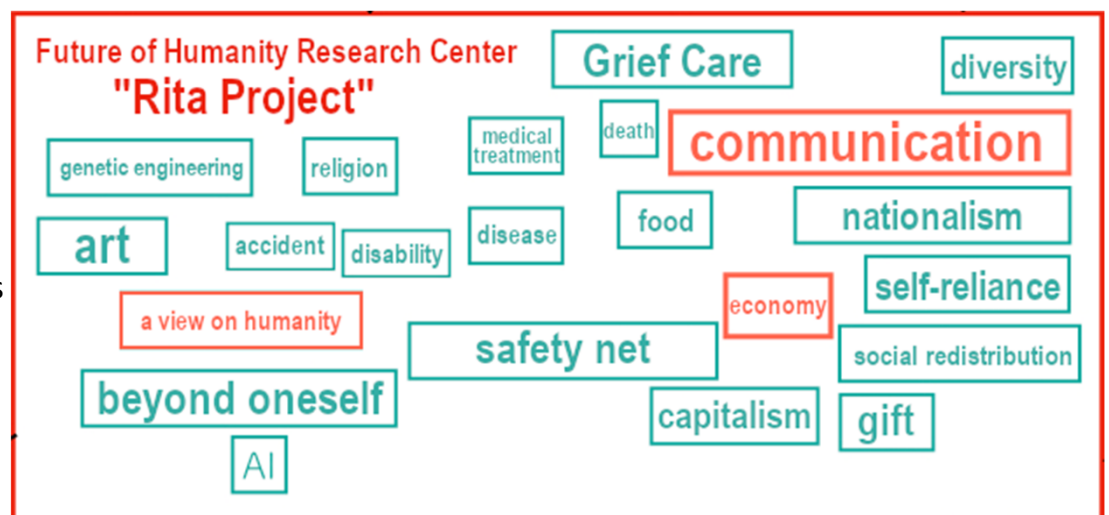 Future of Humanity Research Center
"Rita Project"
Grief Care
diversity
genetic engineering
religion
medical
treatment
death
communication
art
accident
disability
disease
food
nationalism
self-reliance
a view on humanity
economy
safety net
social redistribution
beyond oneself
capitalism
gift
AI